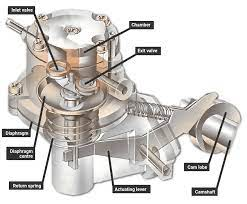 Inlet valve
Chamber
Exit valve
Diaphragm
Diaphragm
centre
Return spring
Actuating lever
Cam lobe
Camshaft